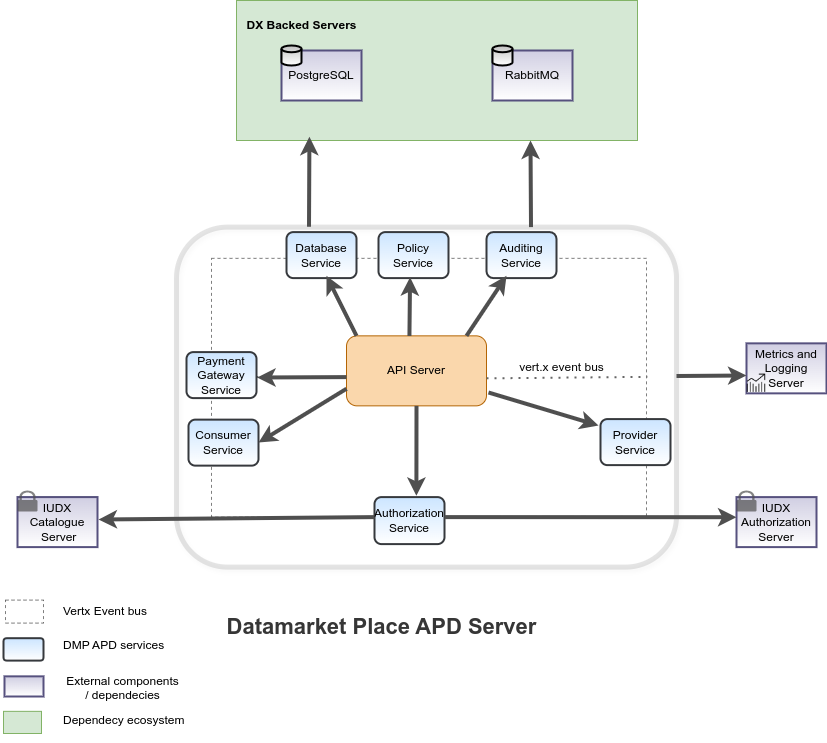 DX Backed Servers
PostgreSQL
RabbitMQ
Database
Service
Policy
Service
Auditing
Service
Payment
Gateway
Service
API Server
vert.x event bus
Metrics and
Logging
Server
Consumer
Service
Provider
Service
IUDX
Catalogue
Server
Authorization
Service
IUDX
Authorization
Server
Vertx Event bus
Datamarket Place APD Server
DMP APD services
External components
/ dependecies
Dependecy ecosystem